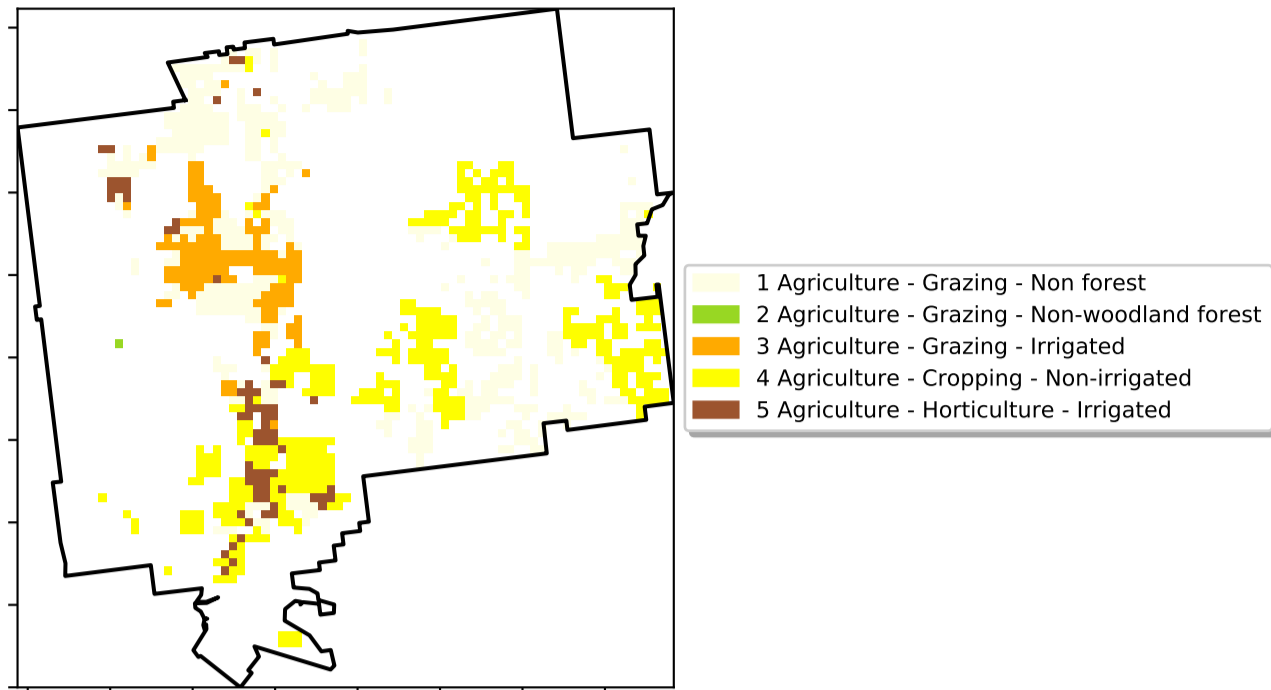 1 Agriculture - Grazing - Non forest
2 Agriculture - Grazing - Non-woodland forest
3 Agriculture - Grazing - Irrigated
4 Agriculture - Cropping - Non-irrigated
5 Agriculture - Horticulture - Irrigated